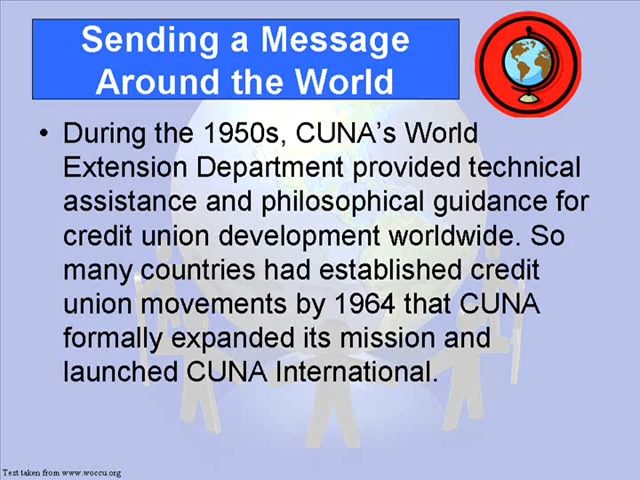 Sending a Message
Around the World
• During the 1950s, CUNA's World
Extension Department provided technical
assistance and philosophical guidance for
credit union development worldwide. So
many countries had established credit
union movements by 1964 that CUNA
formally expanded its mission and
launched CUNA International.
Text taken from www.woccu.org